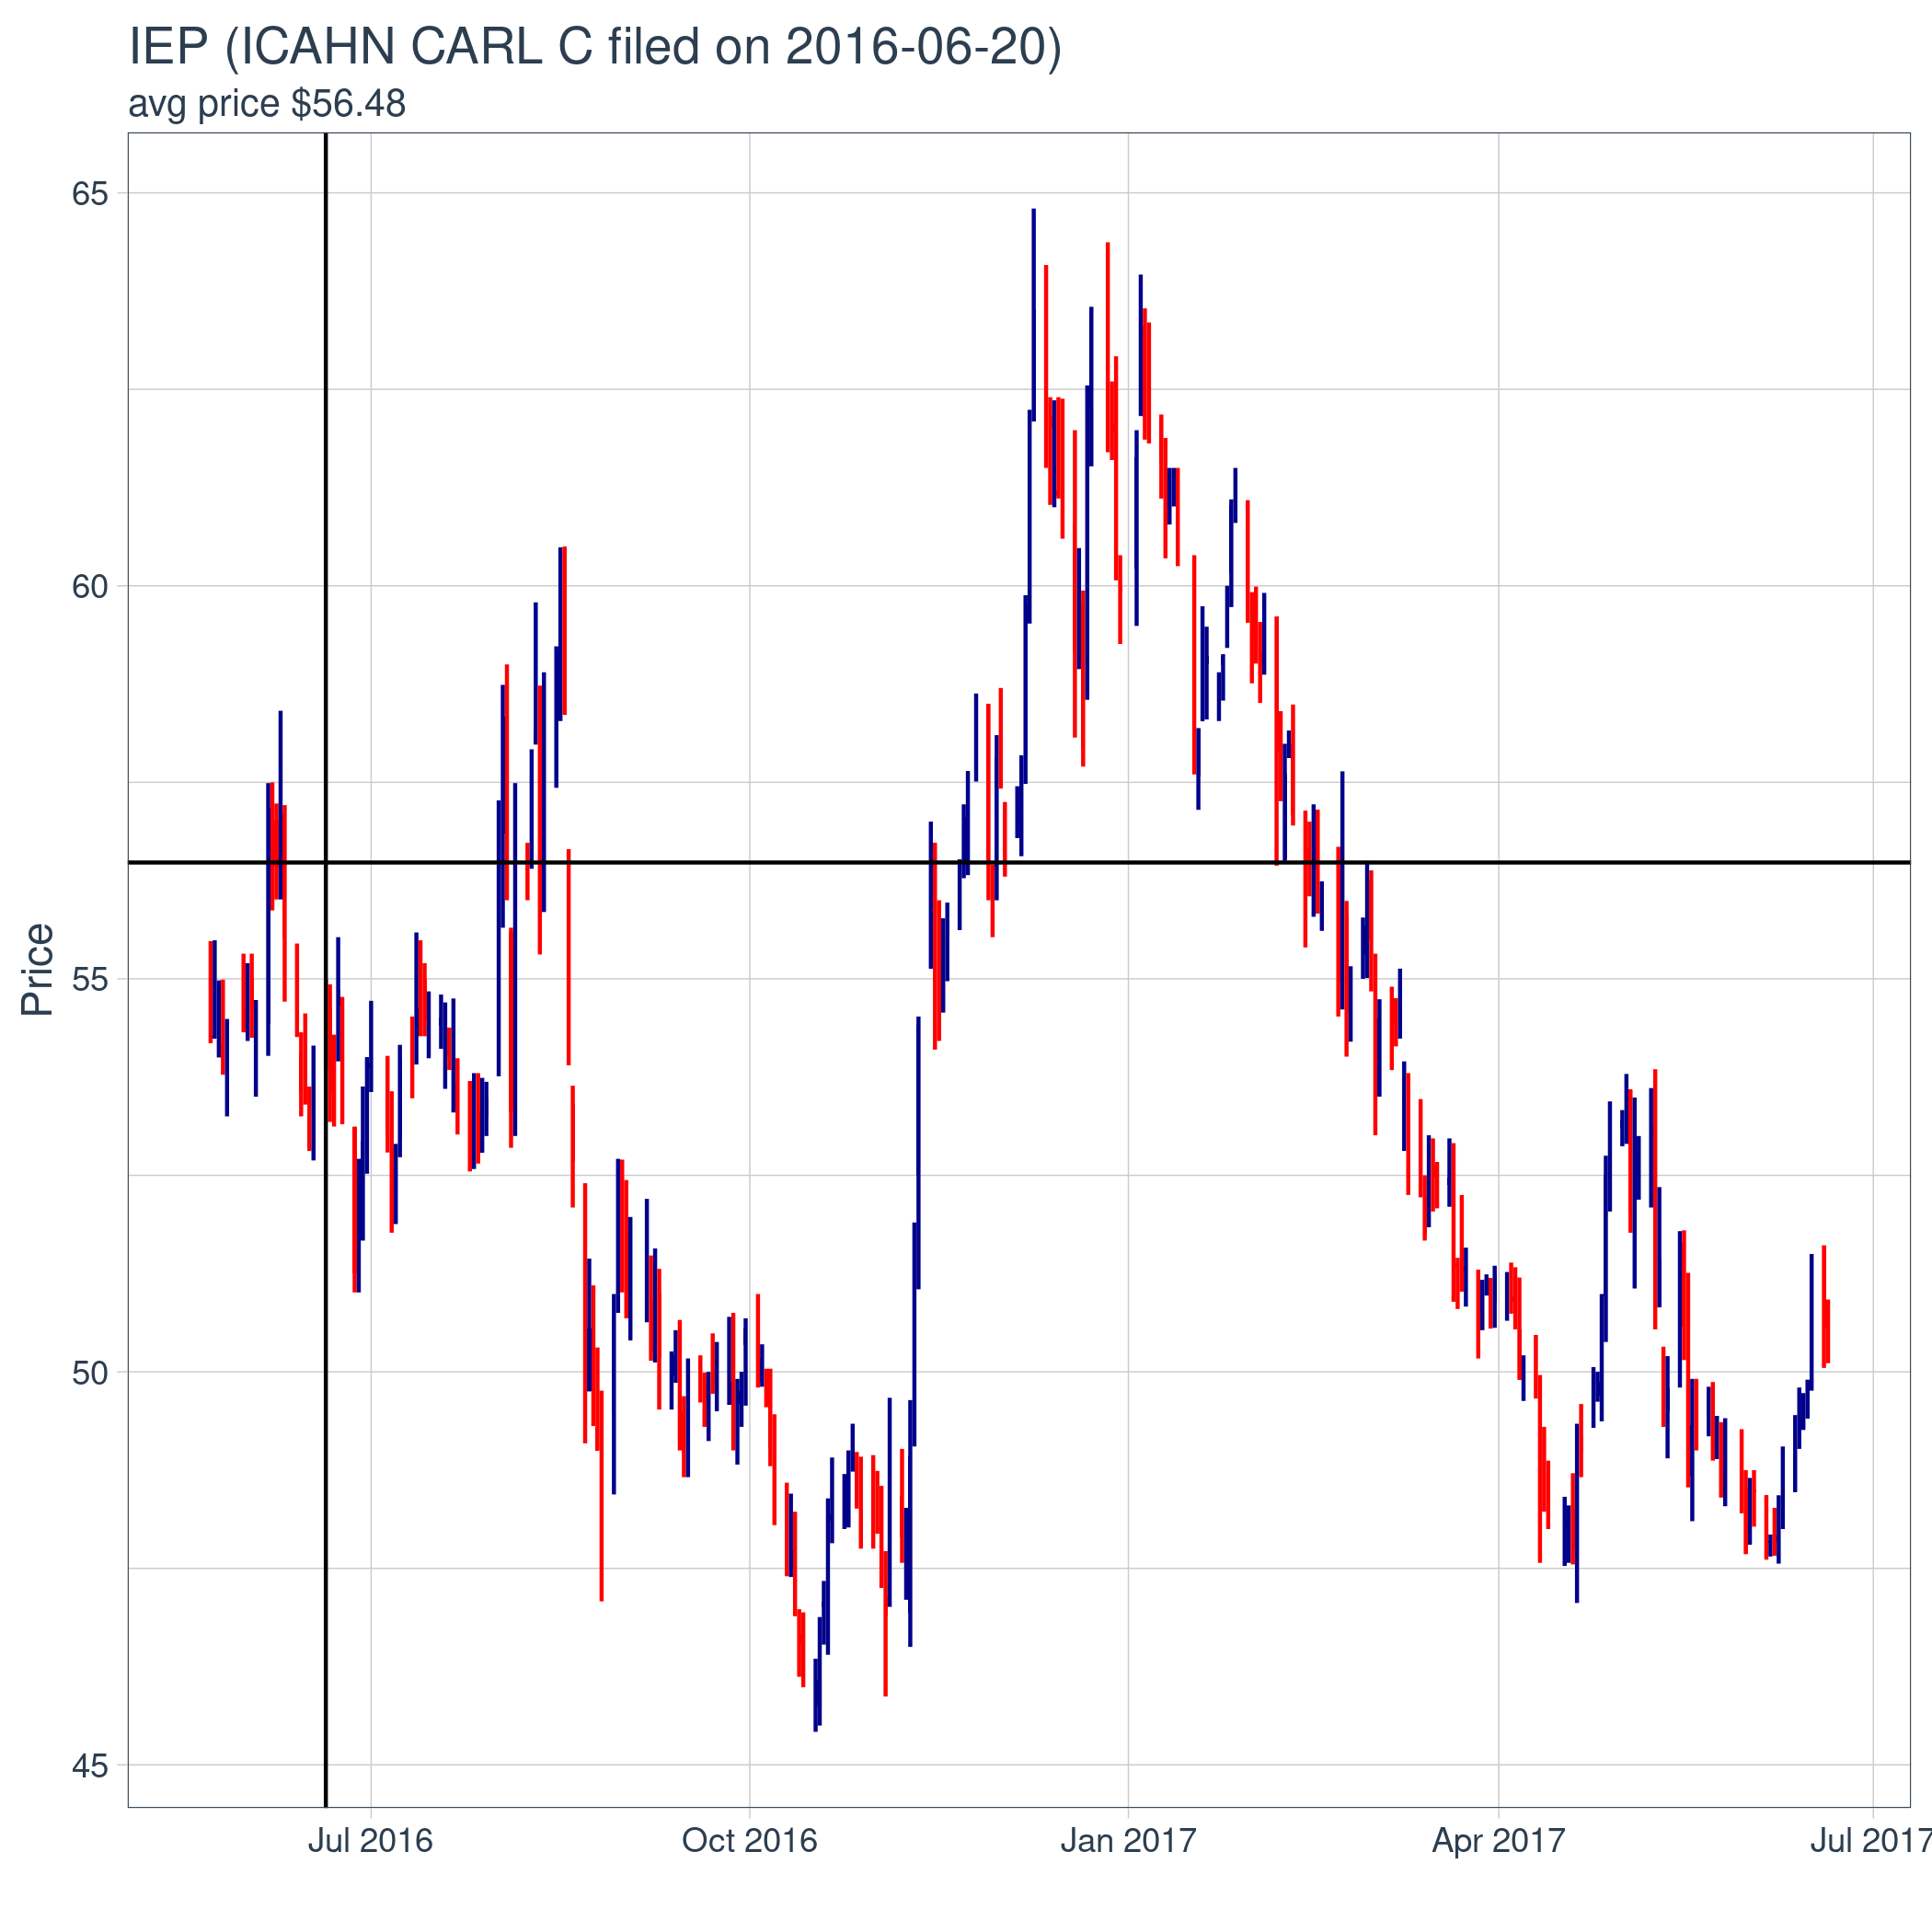 IEP (ICAHN CARL C filed on 2016-06-20)
avg price $56.48
65
60
55
50
45
Price
Jul 2016
Oct 2016
Jan 2017
Apr 2017
Jul 2017